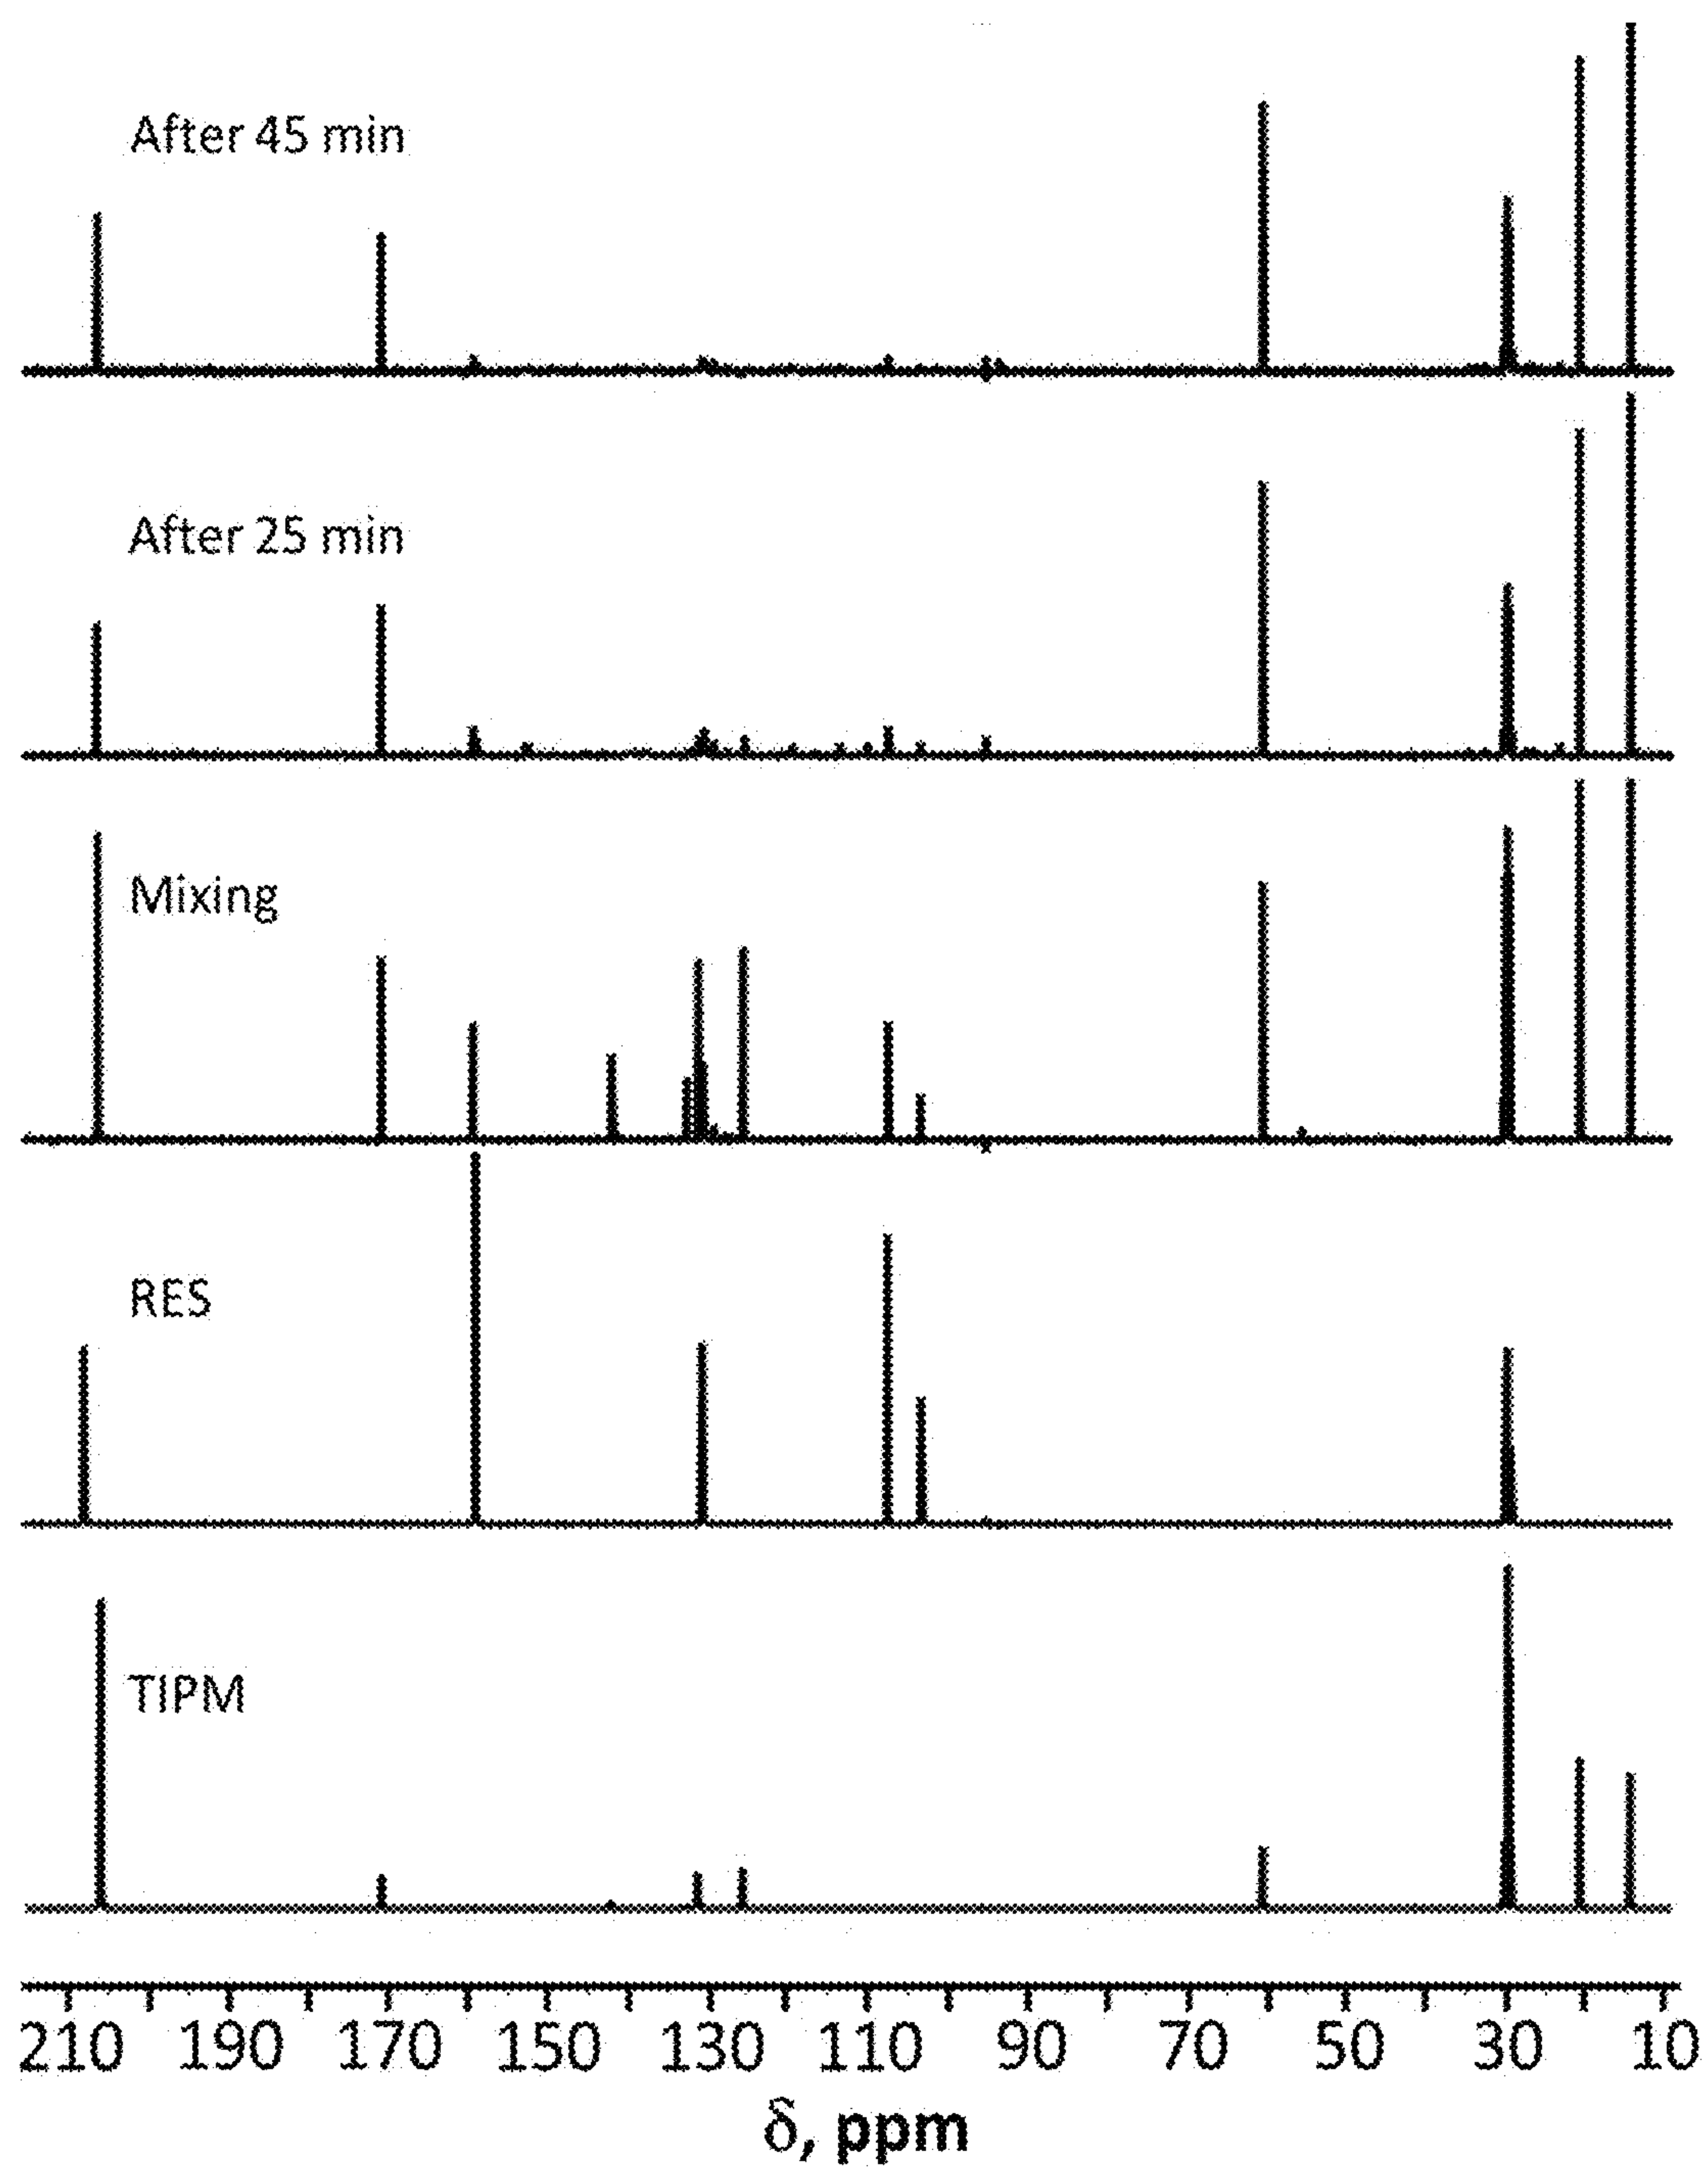 After 45 min
After 25 min
Mixing
RES
TIPM
210 190 170 150 130 110 90 70 50 30 10
δ, ppm